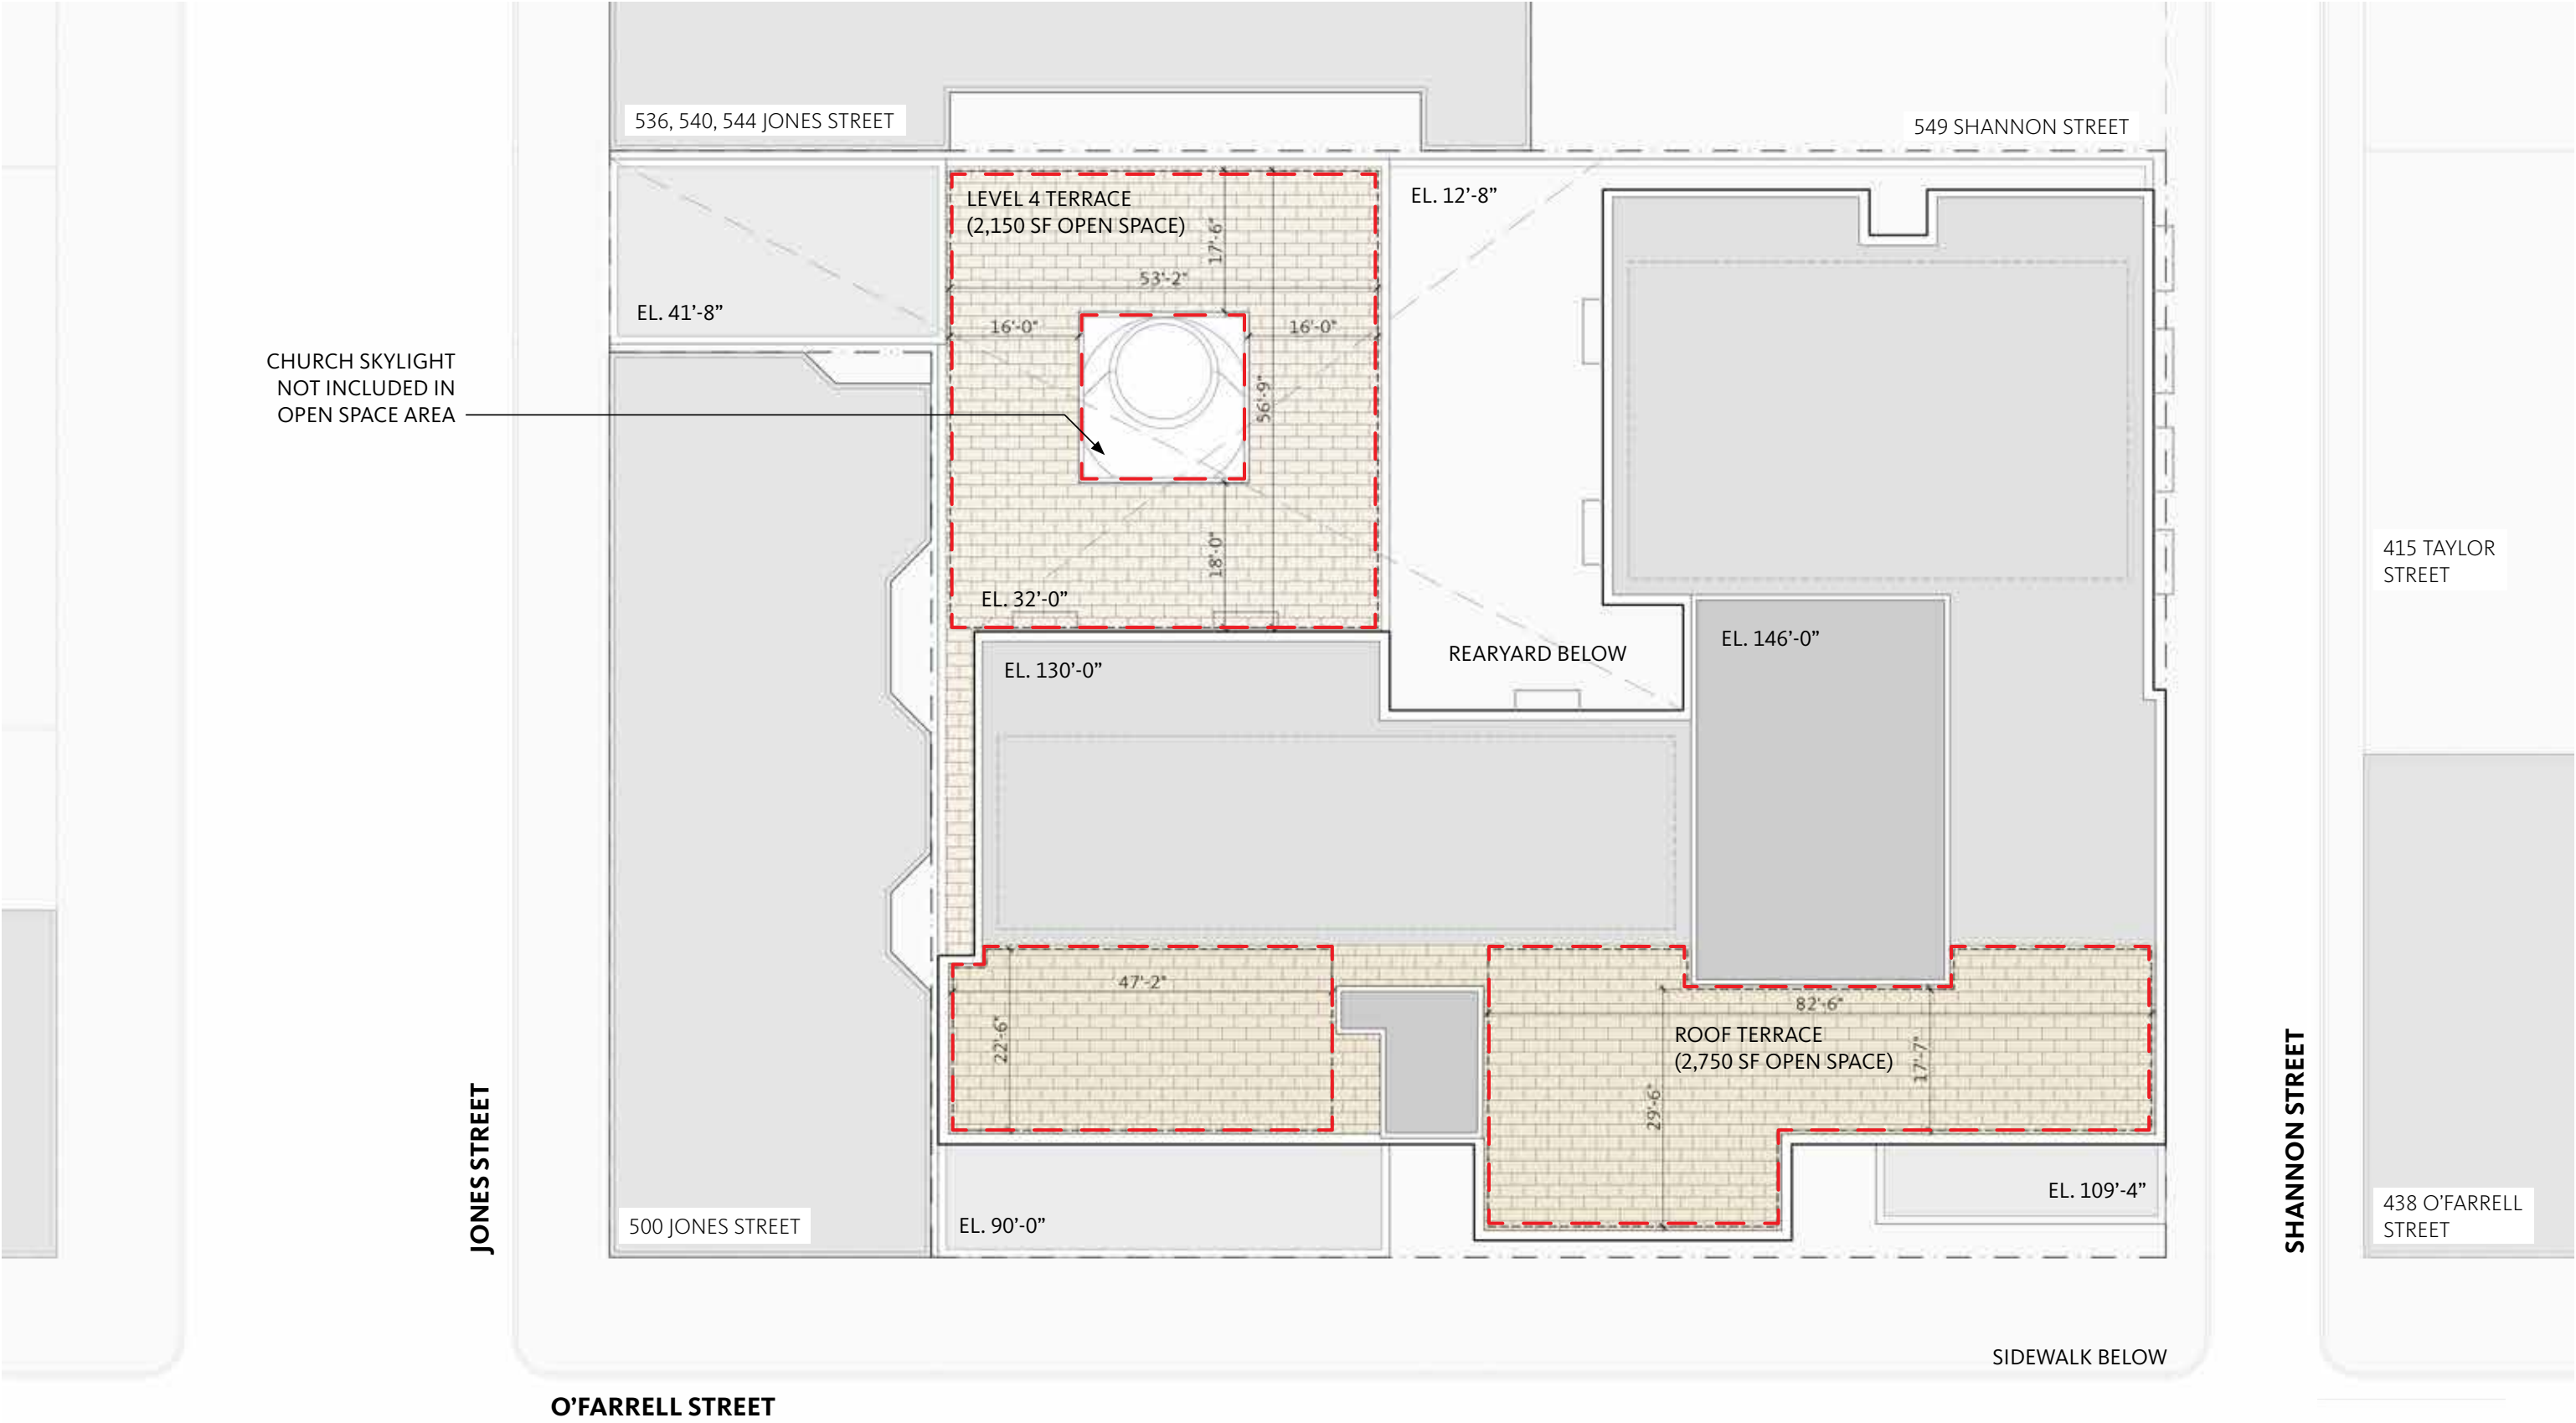 536, 540, 544 JONES STREET
549 SHANNON STREET
LEVEL 4 TERRACE
(2,150 SF OPEN SPACE)
EL. 12'-8"
17'-6"
53'-2"
EL. 41'-8"
16'-0"
16'-0"
CHURCH SKYLIGHT
NOT INCLUDED IN
OPEN SPACE AREA
56'-9"
18'-0"
415 TAYLOR
STREET
EL. 32'-0"
EL. 146'-0"
REARYARD BELOW
EL. 130'-0"
47'-2"
82'-6"
22'-6"
ROOF TERRACE
(2,750 SF OPEN SPACE)
17'-7"
29'-6"
JONES STREET
SHANNON STREET
EL. 109'-4"
500 JONES STREET
EL. 90'-0"
438 O'FARRELL
STREET
SIDEWALK BELOW
O'FARRELL STREET